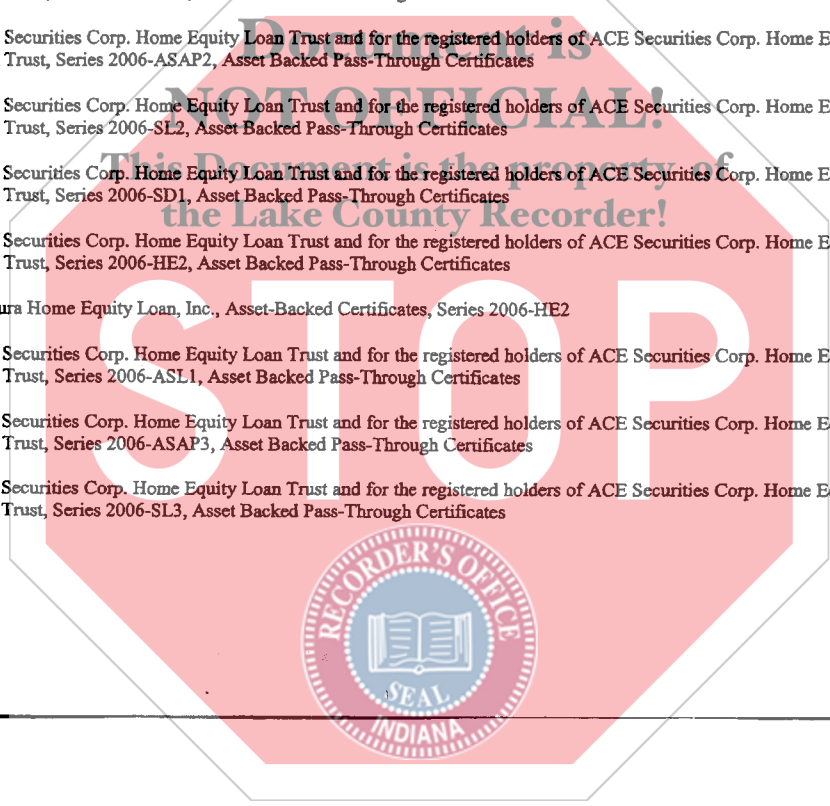 Securities Corp. Home Equity Loan Trust and for the registered holders of ACE Securities Corp. Home E
Trust, Series 2006-ASAP2, Asset Backed Pass-Through Certificates
Document is
Securities Corp. Home Equity Loan Trust and for the registered holders of ACE Securities Corp. Home E
Trust, Series 2006-SL2, Asset Backed Pass-Through Certificates
NOT OFFICIAL!
Securities Corp. Home Equity Loan Trust and for the registered holders of ACE Securities Corp. Home E
Trust, Series 2006-SD1, Asset Backed Pass-Through Certificates
This Document is the property of
the Lake County Recorder!
Securities Corp. Home Equity Loan Trust and for the registered holders of ACE Securities Corp. Home E
Trust, Series 2006-HE2, Asset Backed Pass-Through Certificates
ura Home Equity Loan, Inc., Asset-Backed Certificates, Series 2006-HE2
STOP
Securities Corp. Home Equity Loan Trust and for the registered holders of ACE Securities Corp. Home E
Trust, Series 2006-ASL1, Asset Backed Pass-Through Certificates
Securities Corp. Home Equity Loan Trust and for the registered holders of ACE Securities Corp. Home E
Trust, Series 2006-ASAP3, Asset Backed Pass-Through Certificates
Securities Corp. Home Equity Loan Trust and for the registered holders of ACE Securities Corp. Home E
Trust, Series 2006-SL3, Asset Backed Pass-Through Certificates
RECORDER'S OFFICE
SEAL
INDIANA